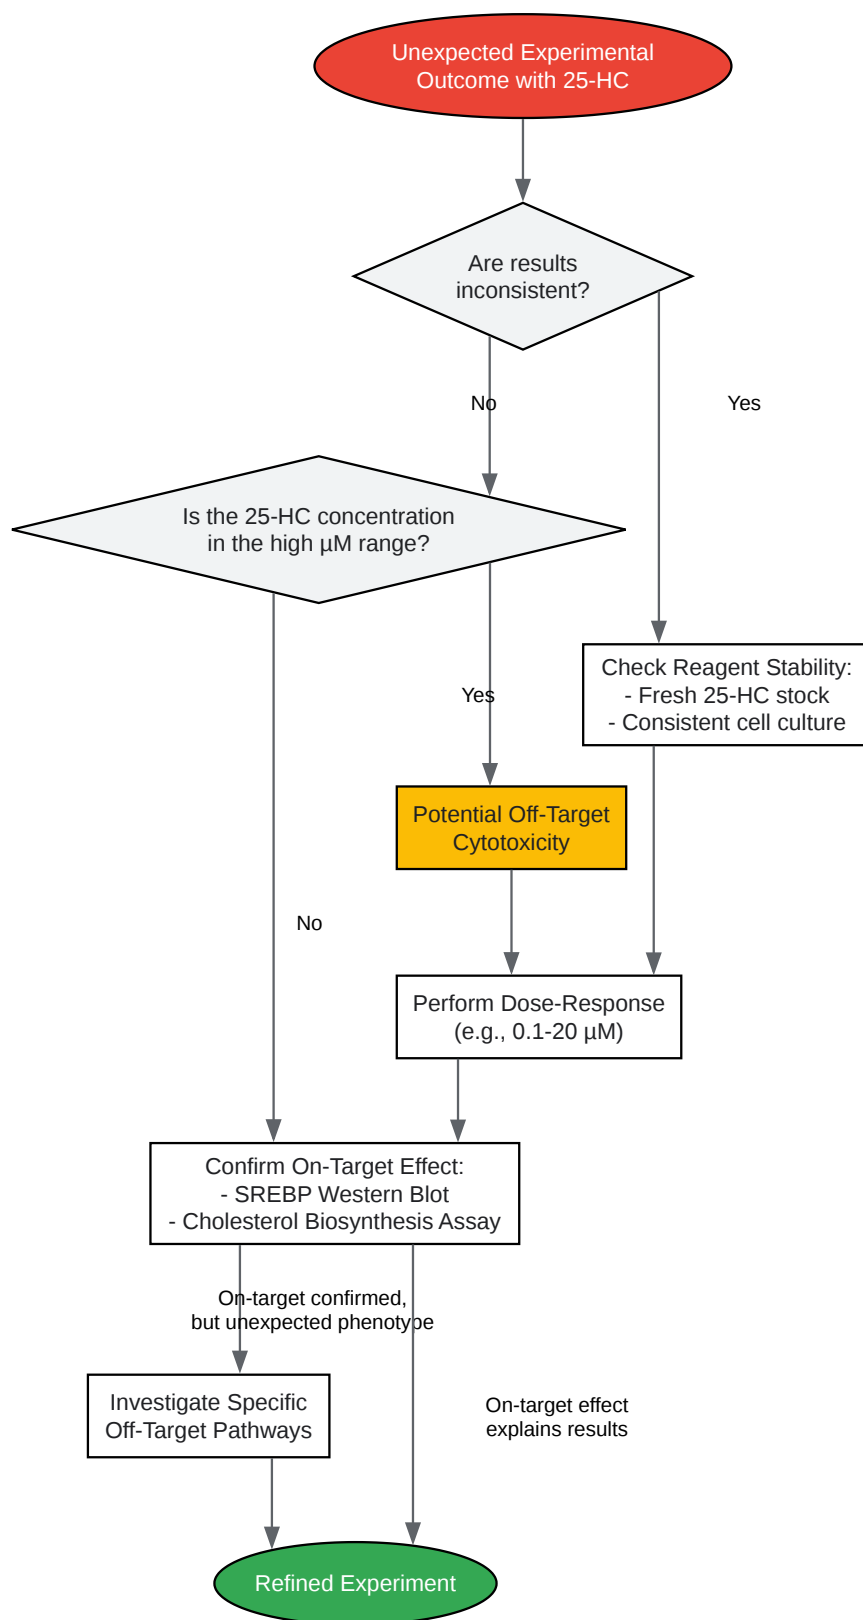 Unexpected Experimental
Outcome with 25-HC
Are results
inconsistent?
No
Yes
Is the 25-HC concentration
in the high µM range?
Check Reagent Stability:
- Fresh 25-HC stock
- Consistent cell culture
Yes
Potential Off-Target
Cytotoxicity
No
Perform Dose-Response
(e.g., 0.1-20 µM)
Confirm On-Target Effect:
- SREBP Western Blot
- Cholesterol Biosynthesis Assay
On-target confirmed,
but unexpected phenotype
Investigate Specific
Off-Target Pathways
On-target effect
explains results
Refined Experiment